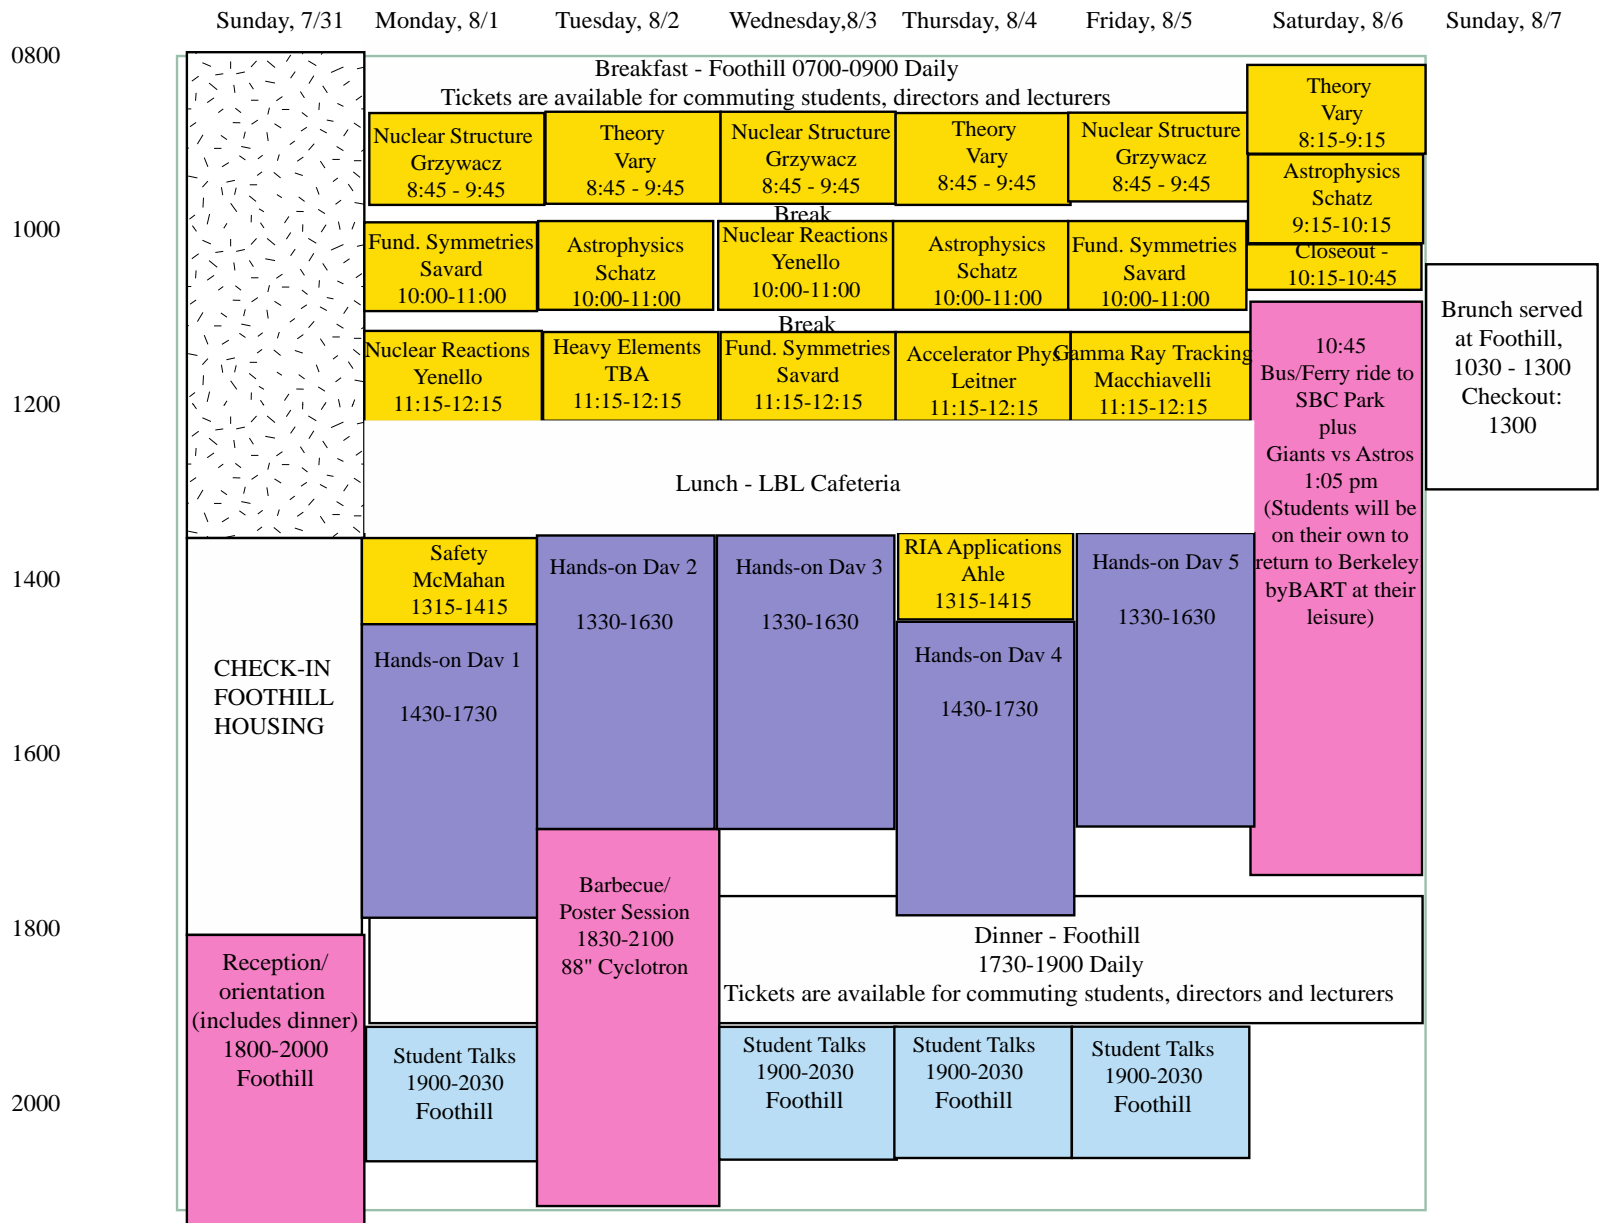 Sunday, 7/31 Monday, 8/1 Tuesday, 8/2 Wednesday,8/3 Thursday, 8/4 Friday, 8/5 Saturday, 8/6 Sunday, 8/7
0800
1000
1200
1400
1600
1800
2000
Breakfast - Foothill 0700-0900 Daily
Tickets are available for commuting students, directors and lecturers
Nuclear Structure
Grzywacz
8:45 - 9:45
Theory
Vary
8:45 - 9:45
Nuclear Structure
Grzywacz
8:45 - 9:45
Theory
Vary
8:45 - 9:45
Nuclear Structure
Grzywacz
8:45 - 9:45
Theory
Vary
8:15-9:15
Astrophysics
Schatz
9:15-10:15
Closeout -
10:15-10:45
Break
Fund. Symmetries
Savard
10:00-11:00
Astrophysics
Schatz
10:00-11:00
Nuclear Reactions
Yenello
10:00-11:00
Astrophysics
Schatz
10:00-11:00
Fund. Symmetries
Savard
10:00-11:00
Break
Nuclear Reactions
Yenello
11:15-12:15
Heavy Elements
TBA
11:15-12:15
Fund. Symmetries
Savard
11:15-12:15
Accelerator Phys
Leitner
11:15-12:15
Gamma Ray Tracking
Macchiavelli
11:15-12:15
10:45
Bus/Ferry ride to
SBC Park
plus
Giants vs Astros
1:05 pm
(Students will be
on their own to
return to Berkeley
byBART at their
leisure)
Brunch served
at Foothill,
1030 - 1300
Checkout:
1300
Lunch - LBL Cafeteria
CHECK-IN
FOOTHILL
HOUSING
Safety
McMahan
1315-1415
Hands-on Dav 1
1430-1730
Hands-on Dav 2
1330-1630
Hands-on Dav 3
1330-1630
RIA Applications
Ahle
1315-1415
Hands-on Dav 4
1430-1730
Hands-on Dav 5
1330-1630
Reception/
orientation
(includes dinner)
1800-2000
Foothill
Barbecue/
Poster Session
1830-2100
88" Cyclotron
Dinner - Foothill
1730-1900 Daily
Tickets are available for commuting students, directors and lecturers
Student Talks
1900-2030
Foothill
Student Talks
1900-2030
Foothill
Student Talks
1900-2030
Foothill
Student Talks
1900-2030
Foothill